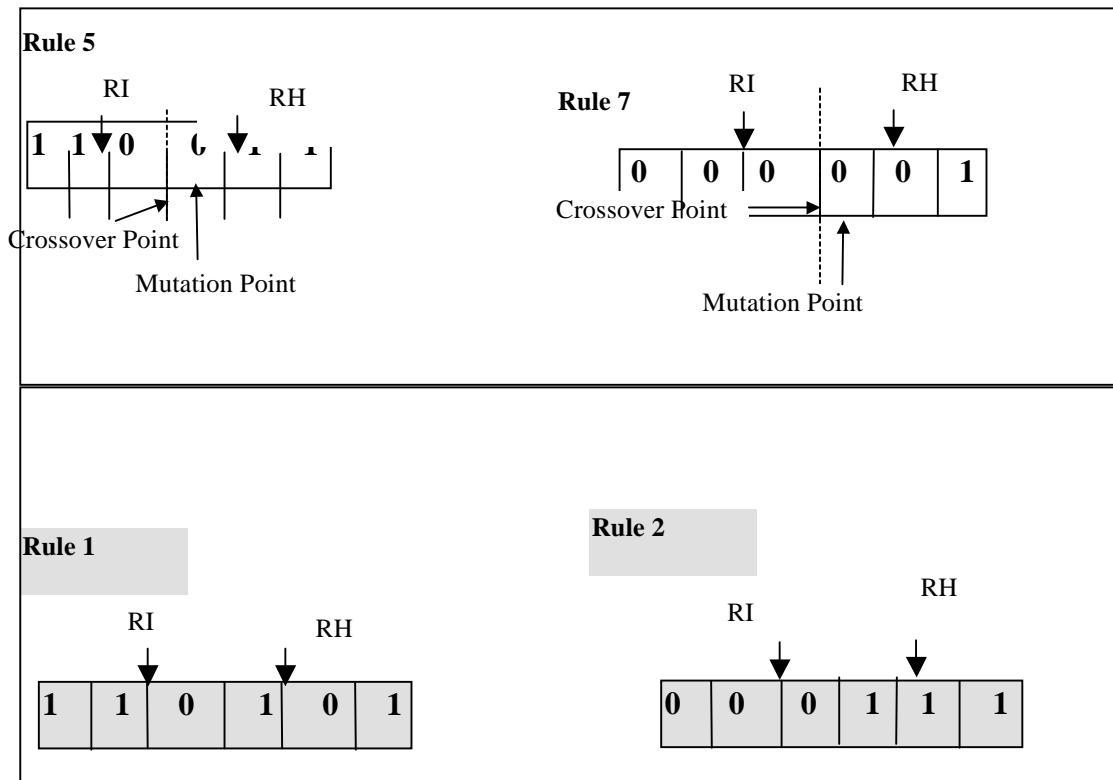 Rule 5
RI
RH
1 1 0
Crossover Point
Mutation Point
Rule 7
RI
RH
0 0 0 0 0 1
Crossover Point
Mutation Point
Rule 1
RI
RH
1 1 0 1 0 1
Rule 2
RI
RH
0 0 0 1 1 1